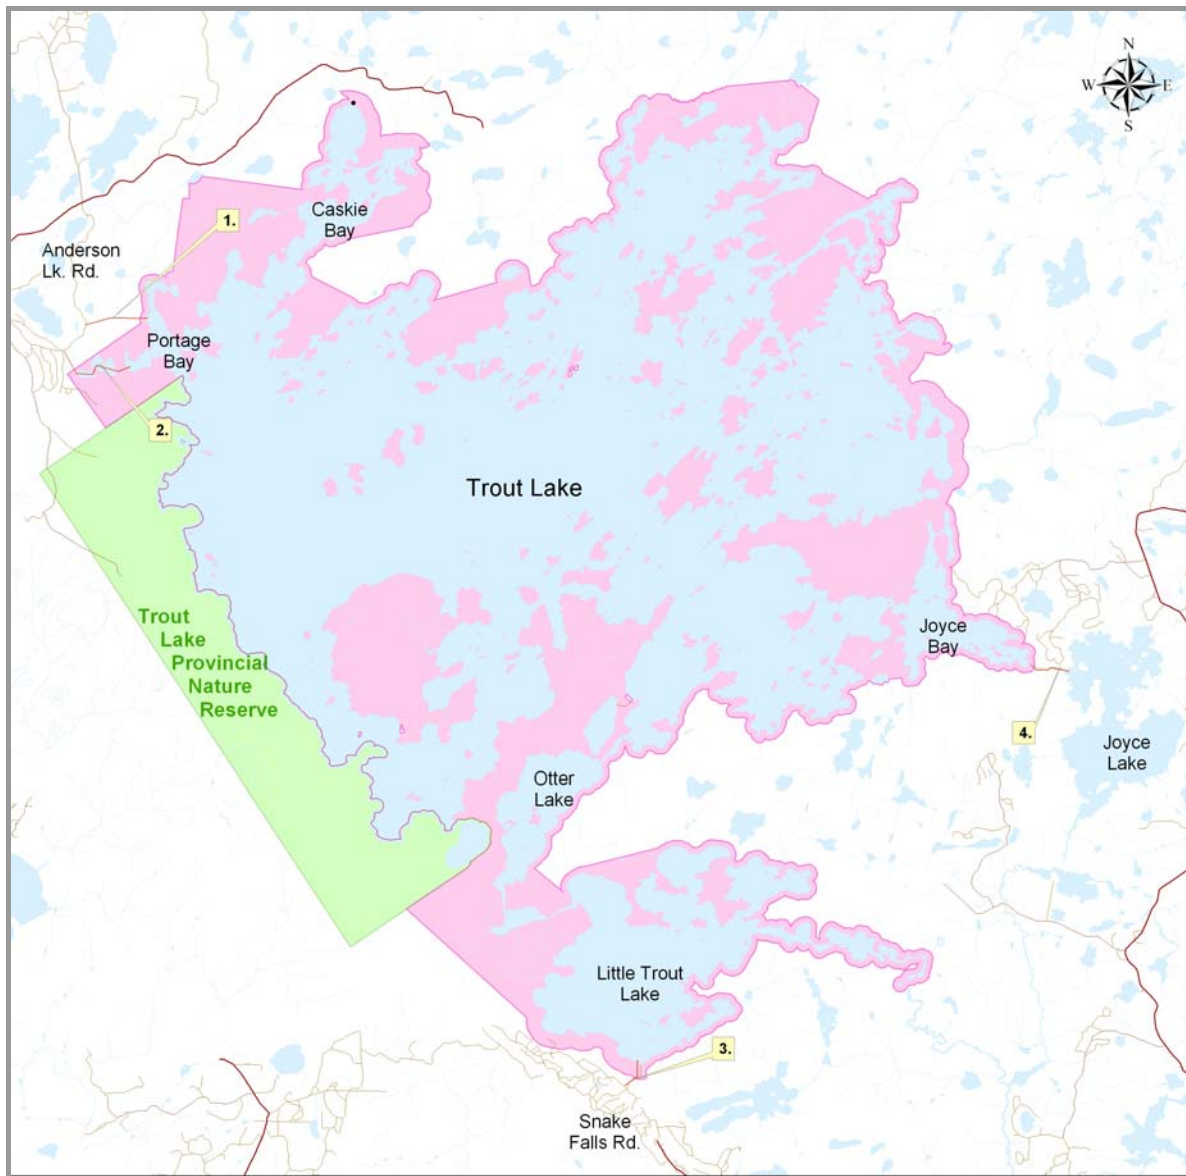 N
W
E
S
Caskie
Bay
1.
Anderson
Lk. Rd.
Portage
Bay
2.
Trout Lake
Trout
Lake
Provincial
Nature
Reserve
Joyce
Bay
4.
Joyce
Lake
Otter
Lake
Little Trout
Lake
3.
Snake
Falls Rd.